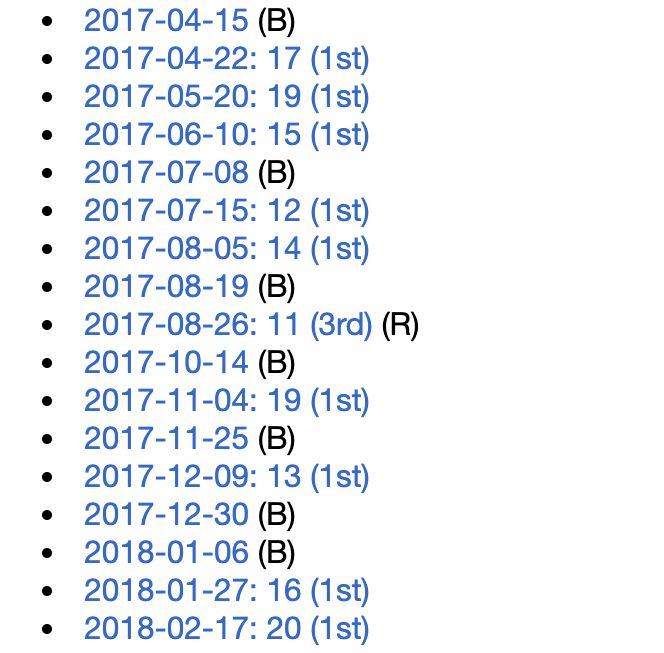 2017-04-15 (B)
2017-04-22: 17 (1st)
2017-05-20: 19 (1st)
2017-06-10: 15 (1st)
2017-07-08 (B)
2017-07-15: 12 (1st)
2017-08-05: 14 (1st)
2017-08-19 (B)
2017-08-26: 11 (3rd) (R)
2017-10-14 (B)
2017-11-04: 19 (1st)
2017-11-25 (B)
2017-12-09: 13 (1st)
2017-12-30 (B)
2018-01-06 (B)
2018-01-27: 16 (1st)
2018-02-17: 20 (1st)